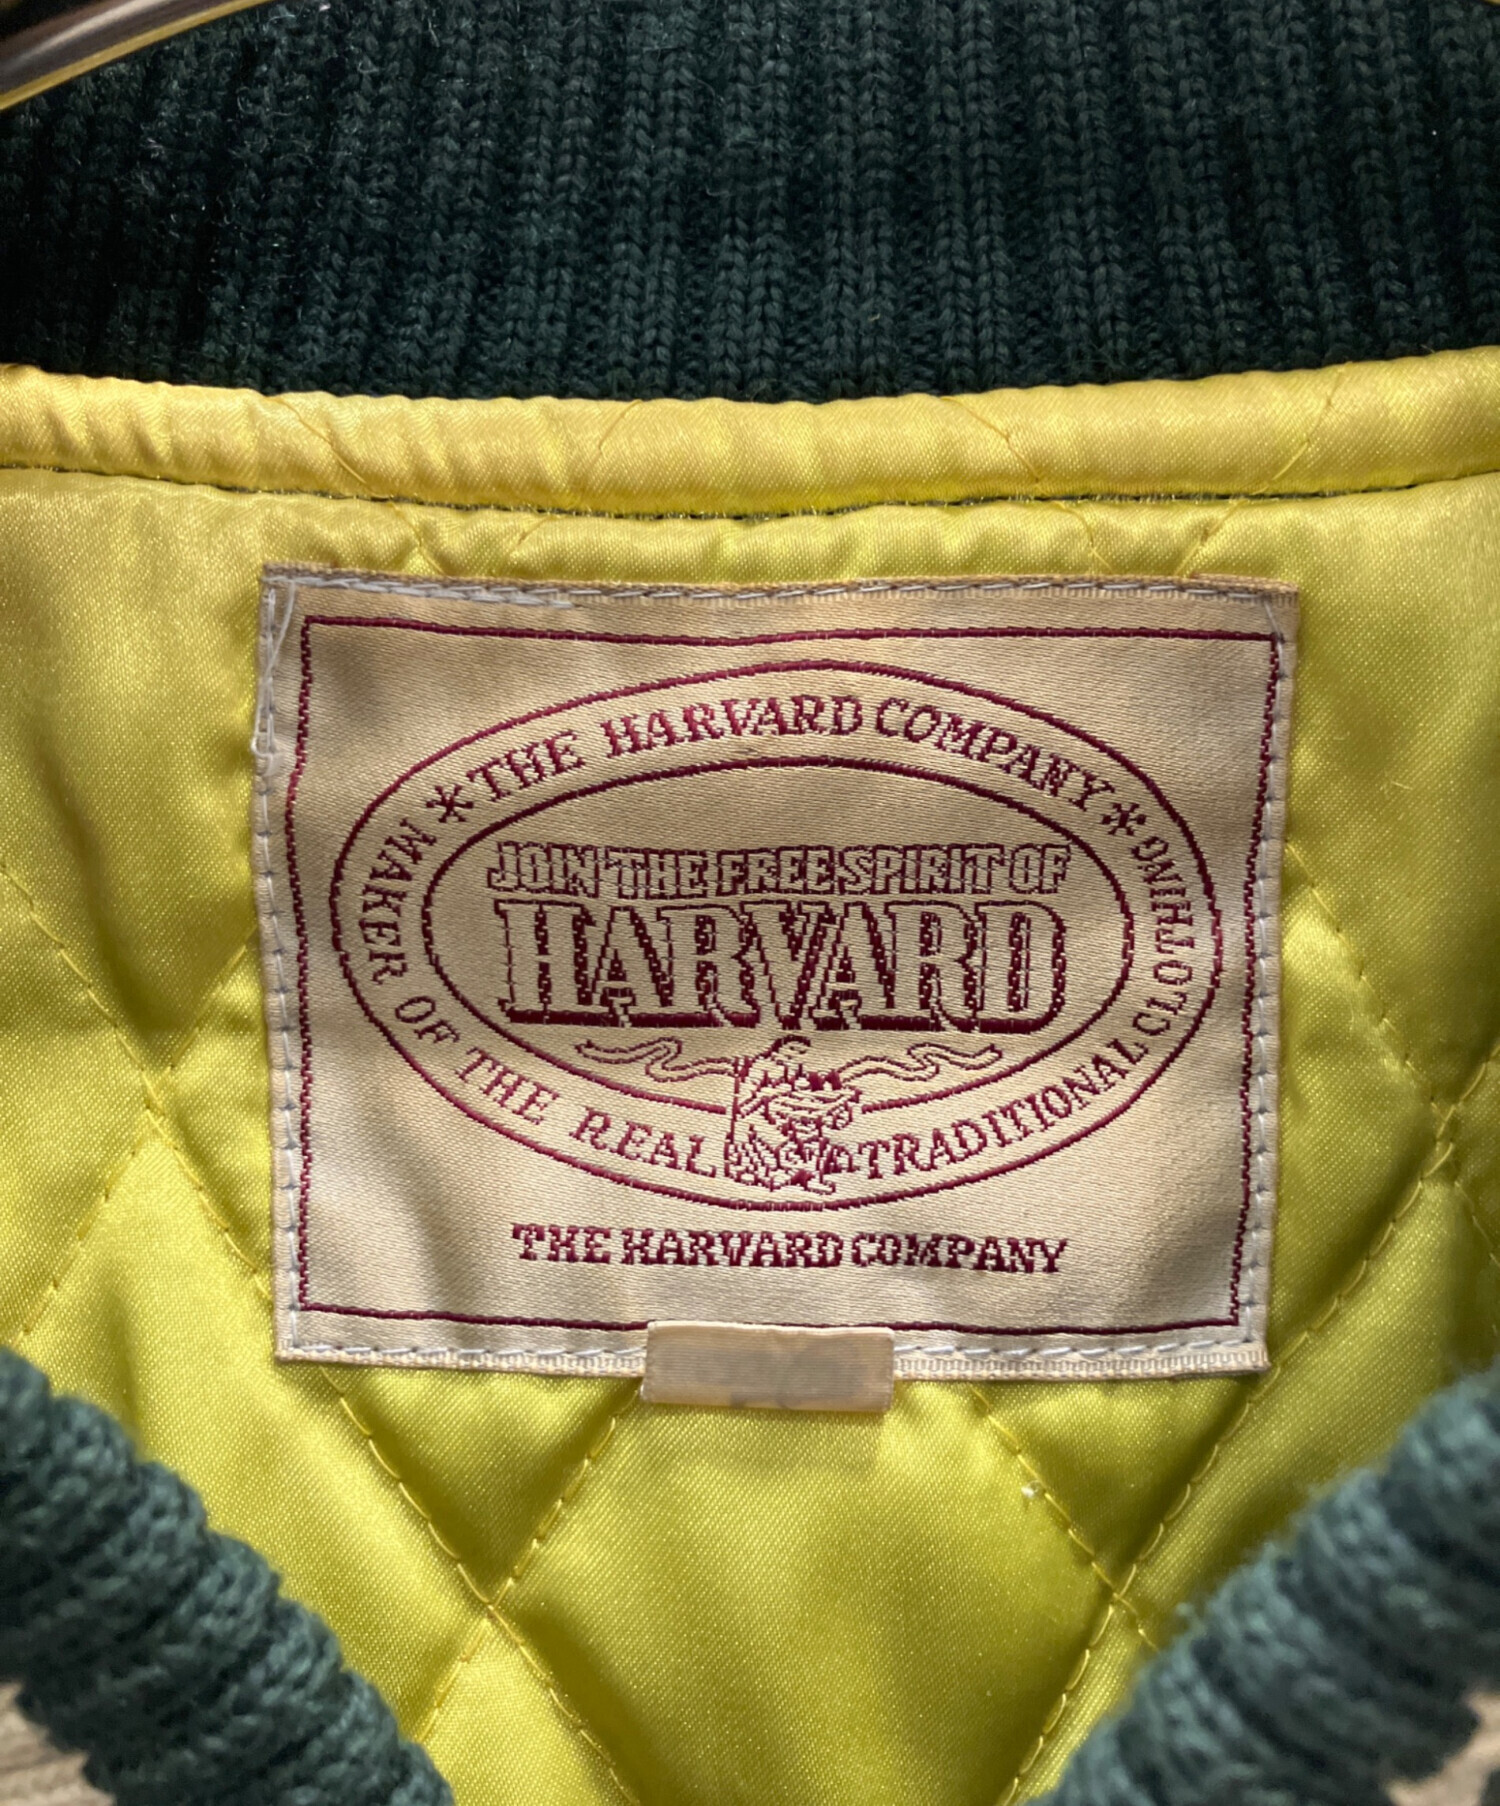 *THE HARVARD COMPANY*
MAKER OF THE REAL TRADITIONAL CLOTHING
JOIN THE FREE SPIRIT OF
HARVARD
THE HARVARD COMPANY